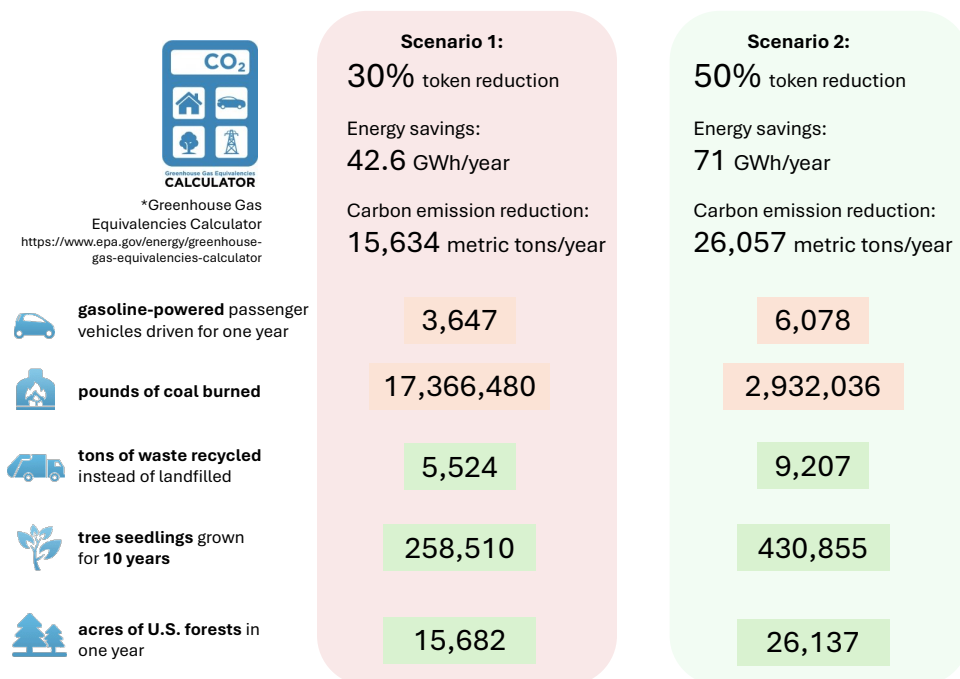 CO2
Greenhouse Gas Equivalencies
CALCULATOR
*Greenhouse Gas
Equivalencies Calculator
https://www.epa.gov/energy/greenhouse-
gas-equivalencies-calculator
Scenario 1:
30% token reduction
Energy savings:
42.6 GWh/year
Carbon emission reduction:
15,634 metric tons/year
Scenario 2:
50% token reduction
Energy savings:
71 GWh/year
Carbon emission reduction:
26,057 metric tons/year
gasoline-powered passenger
vehicles driven for one year
3,647
6,078
pounds of coal burned
17,366,480
2,932,036
tons of waste recycled
instead of landfilled
5,524
9,207
tree seedlings grown
for 10 years
258,510
430,855
acres of U.S. forests in
one year
15,682
26,137